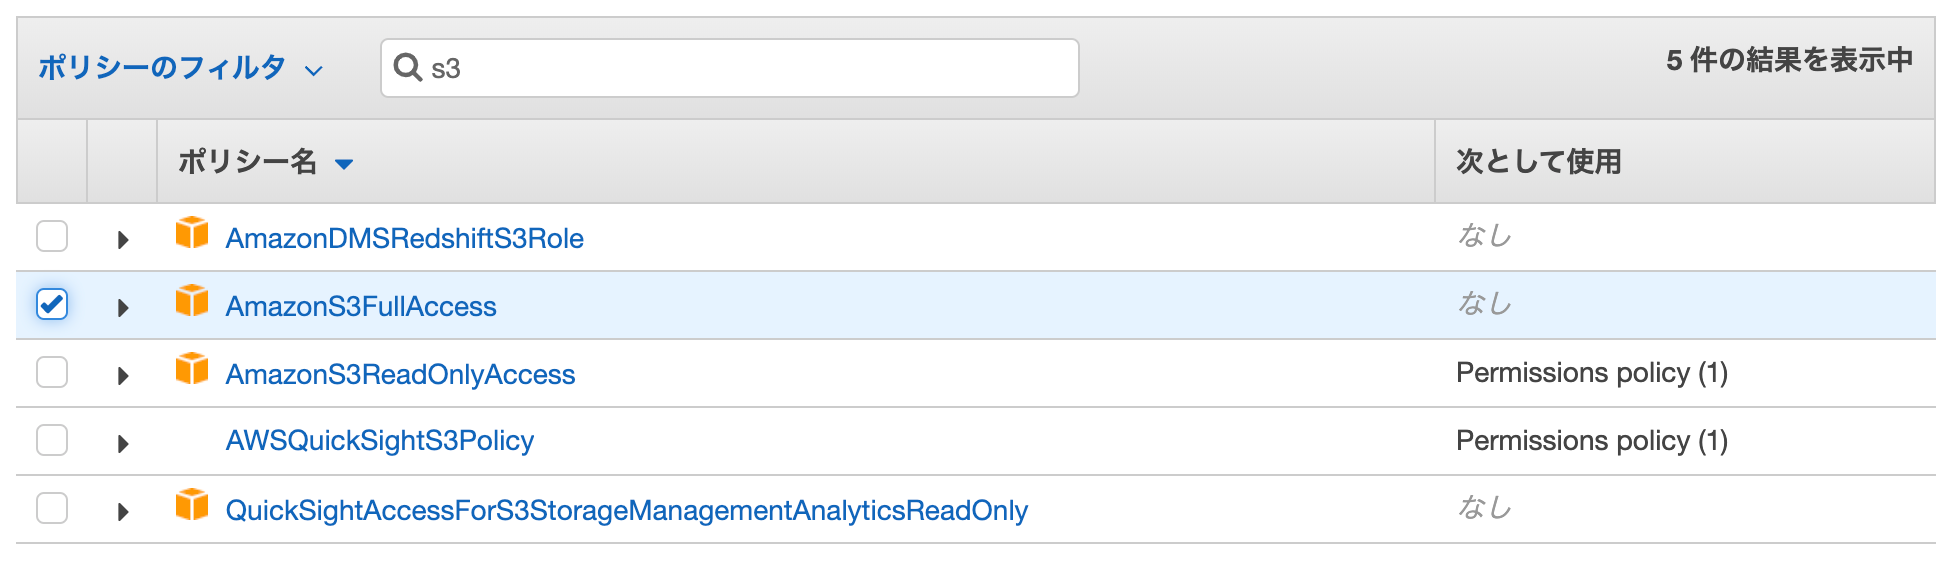 ポリシーのフィルタ s3 5 件の結果を表示中
ポリシー名 次として使用
AmazonDMSRedshiftS3Role なし
AmazonS3FullAccess なし
AmazonS3ReadOnlyAccess Permissions policy (1)
AWSQuickSightS3Policy Permissions policy (1)
QuickSightAccessForS3StorageManagementAnalyticsReadOnly なし